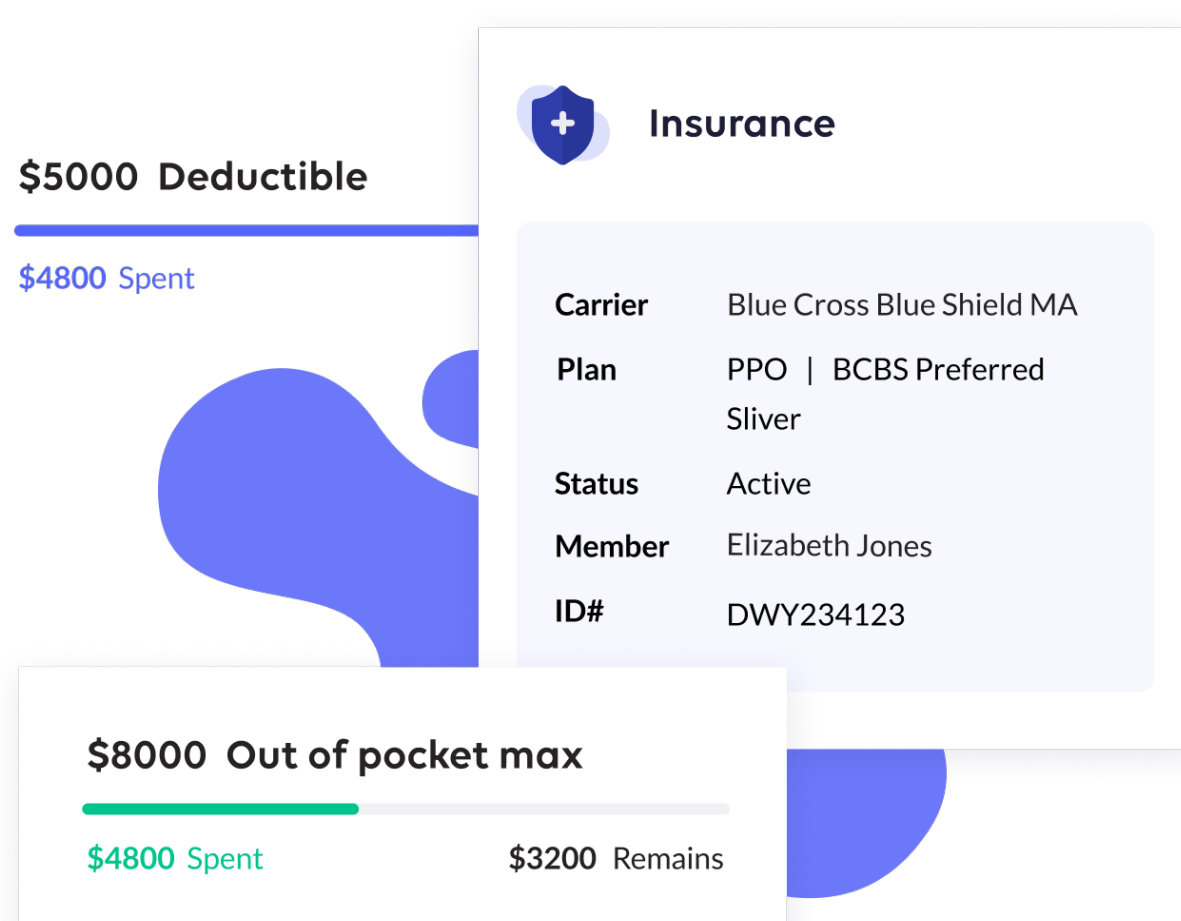 $5000 Deductible
$4800 Spent
Insurance
Carrier Blue Cross Blue Shield MA
Plan PPO | BCBS Preferred
Sliver
Status Active
Member Elizabeth Jones
ID# DWY234123
$8000 Out of pocket max
$4800 Spent $3200 Remains